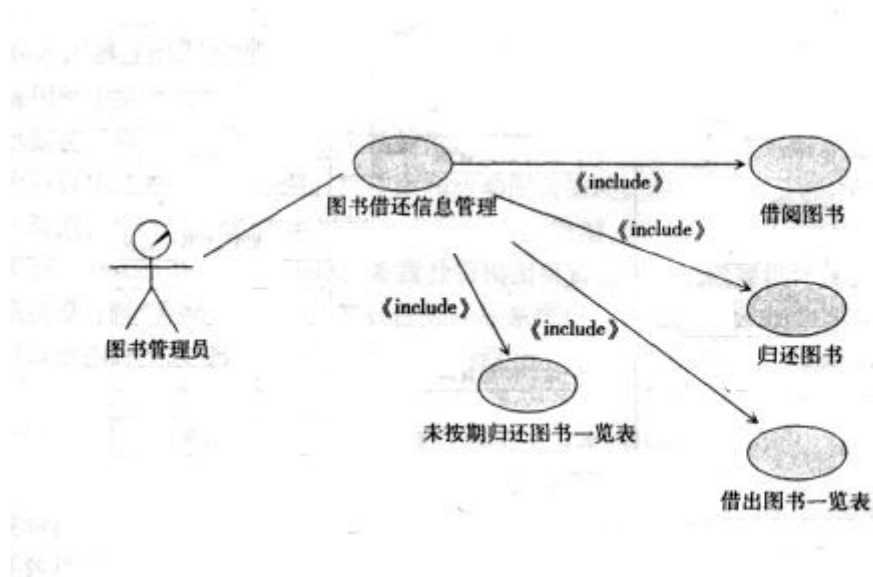 《include》
图书借还信息管理
借阅图书
《include》
《include》
图书管理员
《include》
归还图书
未按期归还图书一览表
借出图书一览表